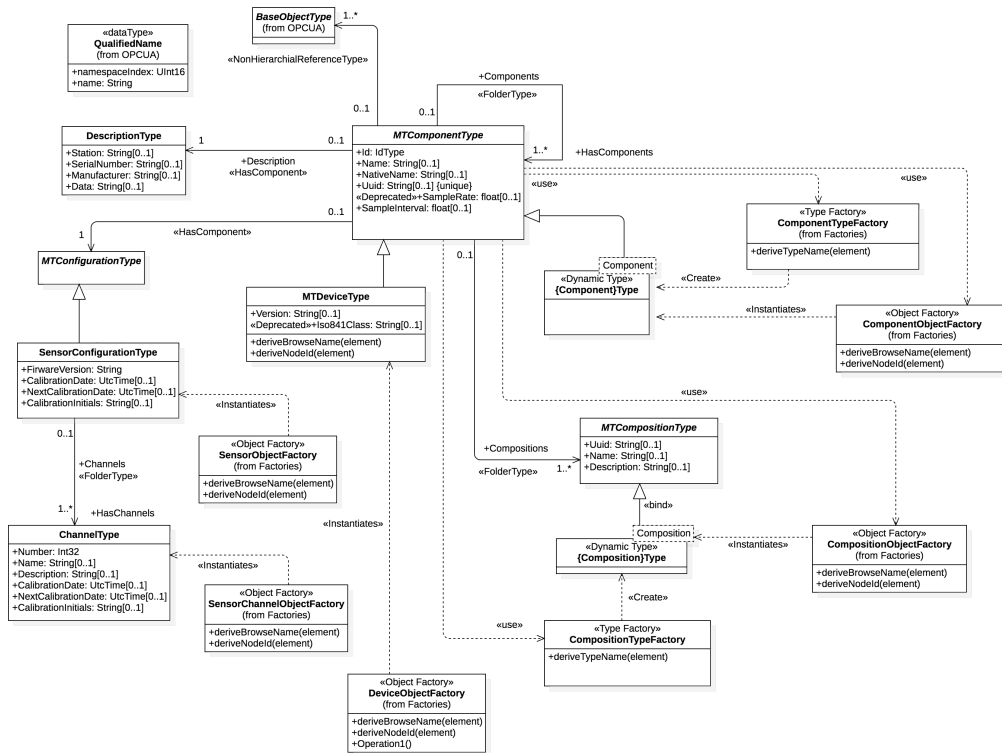 BaseObjectType
(from OPCUA)
1..*
«NonHierarchialReferenceType»
0..1
«dataType»
QualifiedName
(from OPCUA)
+namespaceIndex: UInt16
+name: String
+Components
«FolderType»
0..1
1..*
+HasComponents
DescriptionType
+Station: String[0..1]
+SerialNumber: String[0..1]
+Manufacturer: String[0..1]
+Data: String[0..1]
1
0..1
+Description
«HasComponent»
MTComponentType
+Id: IdType
+Name: String[0..1]
+NativeName: String[0..1]
+Uuid: String[0..1] {unique}
«Deprecated»+SampleRate: float[0..1]
+SampleInterval: float[0..1]
«use»
«use»
0..1
1
«HasComponent»
0..1
«Type Factory»
ComponentTypeFactory
(from Factories)
+deriveTypeName(element)
MTConfigurationType
Component
«Dynamic Type»
{Component}Type
«Create»
«Instantiates»
MTDeviceType
+Version: String[0..1]
«Deprecated»+Iso841Class: String[0..1]
+deriveBrowseName(element)
+deriveNodeId(element)
«Object Factory»
ComponentObjectFactory
(from Factories)
+deriveBrowseName(element)
+deriveNodeId(element)
SensorConfigurationType
+FirwareVersion: String
+CalibrationDate: UtcTime[0..1]
+NextCalibrationDate: UtcTime[0..1]
+CalibrationInitials: String[0..1]
«Instantiates»
«use»
0..1
«Object Factory»
SensorObjectFactory
(from Factories)
+deriveBrowseName(element)
+deriveNodeId(element)
+Compositions
«FolderType»
1..*
MTCompositionType
+Uuid: String[0..1]
+Name: String[0..1]
+Description: String[0..1]
+Channels
«FolderType»
1..*
+HasChannels
«bind»
«Instantiates»
ChannelType
+Number: Int32
+Name: String[0..1]
+Description: String[0..1]
+CalibrationDate: UtcTime[0..1]
+NextCalibrationDate: UtcTime[0..1]
+CalibrationInitials: String[0..1]
«Instantiates»
Composition
«Dynamic Type»
{Composition}Type
«Instantiates»
«Object Factory»
CompositionObjectFactory
(from Factories)
+deriveBrowseName(element)
+deriveNodeId(element)
«Object Factory»
SensorChannelObjectFactory
(from Factories)
+deriveBrowseName(element)
+deriveNodeId(element)
«Create»
«use»
«Type Factory»
CompositionTypeFactory
+deriveTypeName(element)
«Object Factory»
DeviceObjectFactory
(from Factories)
+deriveBrowseName(element)
+deriveNodeId(element)
+Operation1()